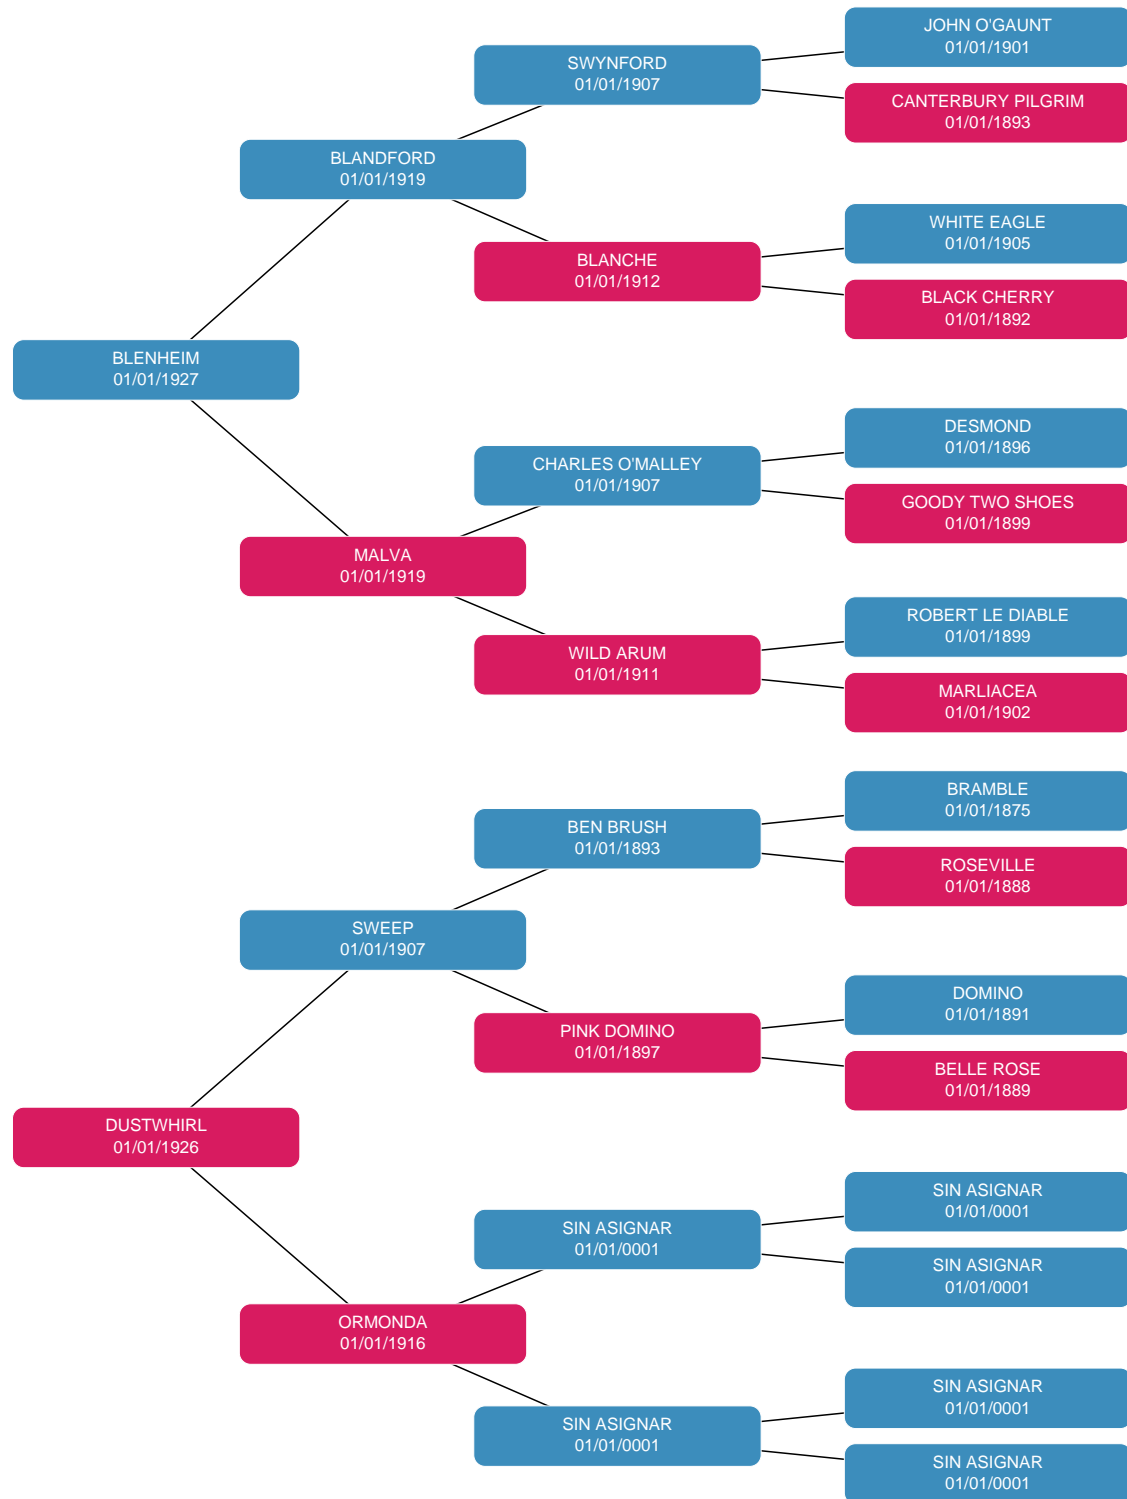 JOHN O'GAUNT
01/01/1901
SWYNFORD
01/01/1907
CANTERBURY PILGRIM
01/01/1893
BLANDFORD
01/01/1919
WHITE EAGLE
01/01/1905
BLANCHE
01/01/1912
BLACK CHERRY
01/01/1892
BLENHEIM
01/01/1927
DESMOND
01/01/1896
CHARLES O'MALLEY
01/01/1907
GOODY TWO SHOES
01/01/1899
MALVA
01/01/1919
ROBERT LE DIABLE
01/01/1899
WILD ARUM
01/01/1911
MARLIACEA
01/01/1902
BRAMBLE
01/01/1875
BEN BRUSH
01/01/1893
ROSEVILLE
01/01/1888
SWEEP
01/01/1907
DOMINO
01/01/1891
PINK DOMINO
01/01/1897
BELLE ROSE
01/01/1889
DUSTWHIRL
01/01/1926
SIN ASIGNAR
01/01/0001
SIN ASIGNAR
01/01/0001
SIN ASIGNAR
01/01/0001
ORMONDA
01/01/1916
SIN ASIGNAR
01/01/0001
SIN ASIGNAR
01/01/0001
SIN ASIGNAR
01/01/0001